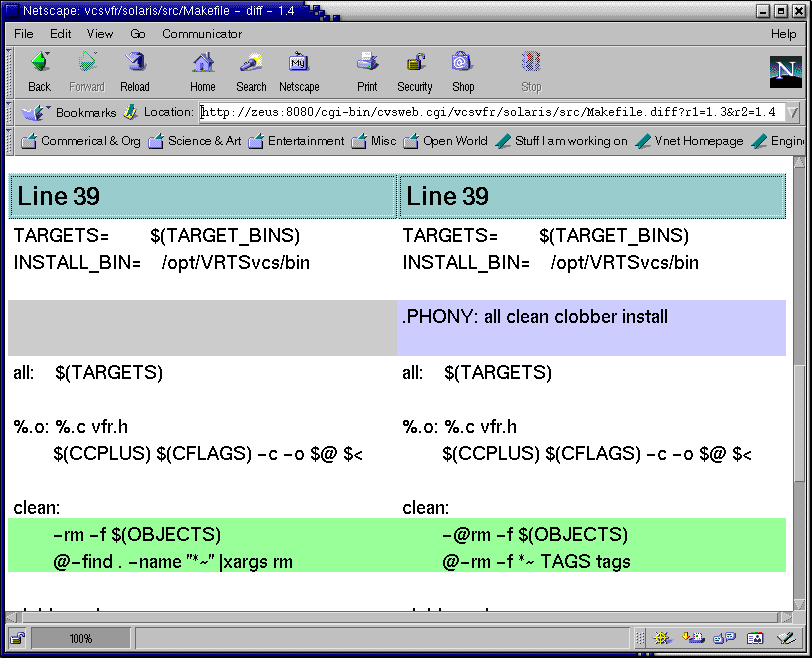 Netscape: vcsvfr/solaris/src/Makefile - diff - 1.4
File Edit View Go Communicator Help
Back Forward Reload Home Search Netscape Print Security Shop Stop
My
N
Bookmarks Location: http://zeus:8080/cgi-bin/cvsweb.cgi/vcsvfr/solaris/src/Makefile.diff?r1=1.3&r2=1.4
Commerical & Org Science & Art Entertainment Misc Open World Stuff I am working on Vnet Homepage Engin
Line 39 Line 39
TARGETS= $(TARGET_BINS) TARGETS= $(TARGET_BINS)
INSTALL_BIN= /opt/VRTSvcs/bin INSTALL_BIN= /opt/VRTSvcs/bin
.PHONY: all clean clobber install
all: $(TARGETS) all: $(TARGETS)
%.o: %.c vfr.h %.o: %.c vfr.h
$(CCPLUS) $(CFLAGS) -c -o $@ $< $(CCPLUS) $(CFLAGS) -c -o $@ $<
clean: clean:
-rm -f $(OBJECTS) -@rm -f $(OBJECTS)
@-find . -name "*~" |xargs rm @-rm -f *~ TAGS tags
100%